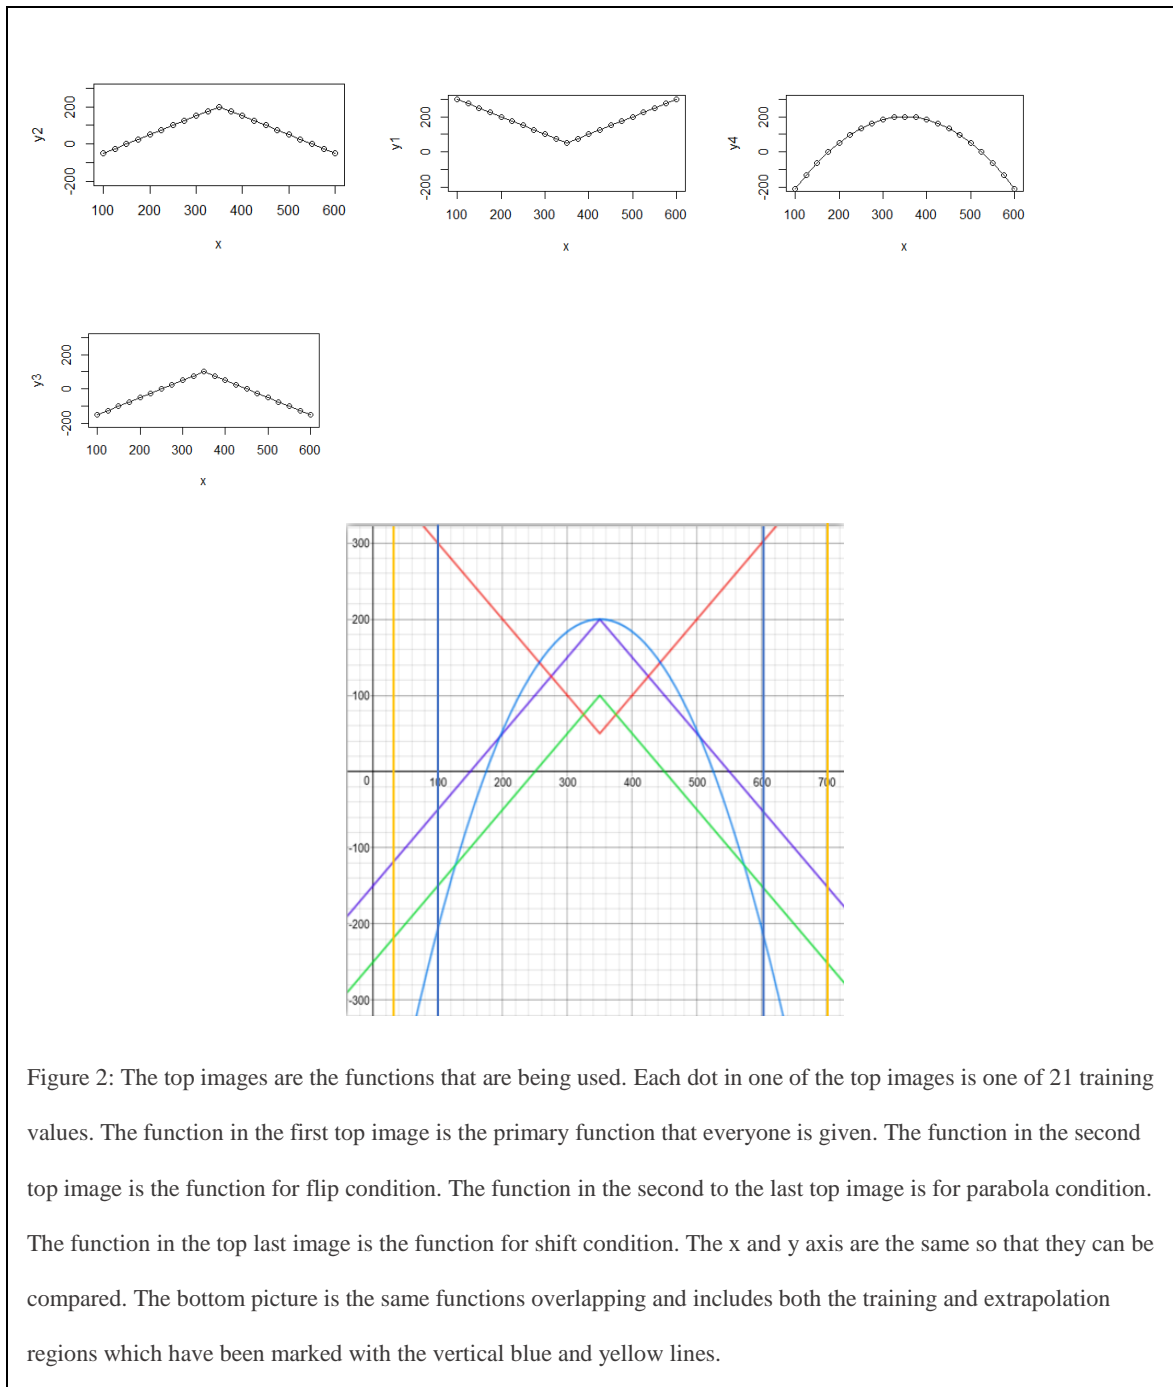 y2
200
0
-200
100 200 300 400 500 600
x
y1
200
0
-200
100 200 300 400 500 600
x
y4
200
0
-200
100 200 300 400 500 600
x
y3
200
0
-200
100 200 300 400 500 600
x
300
200
100
0 100 200 300 400 500 600 700
-100
-200
-300
Figure 2: The top images are the functions that are being used. Each dot in one of the top images is one of 21 training
values. The function in the first top image is the primary function that everyone is given. The function in the second
top image is the function for flip condition. The function in the second to the last top image is for parabola condition.
The function in the top last image is the function for shift condition. The x and y axis are the same so that they can be
compared. The bottom picture is the same functions overlapping and includes both the training and extrapolation
regions which have been marked with the vertical blue and yellow lines.